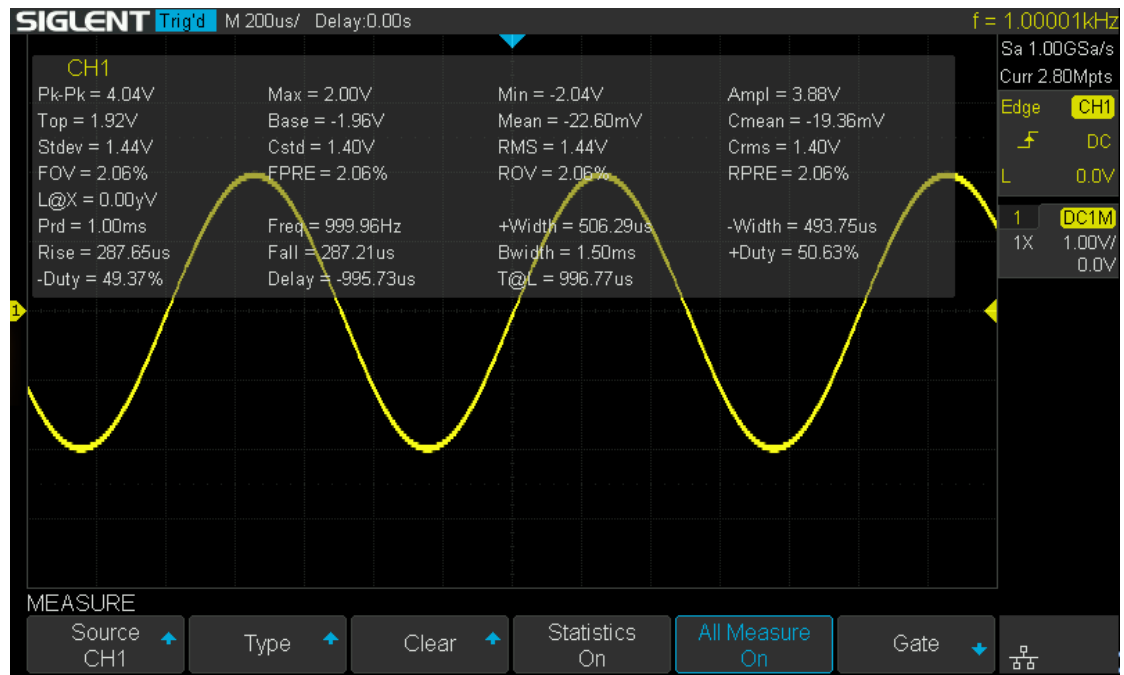 SIGLENT Trig'd M 200us/ Delay:0.00s f = 1.00001kHz
Sa 1.00GSa/s
Curr 2.80Mpts
CH1
Pk-Pk = 4.04V Max = 2.00V Min = -2.04V Ampl = 3.88V
Top = 1.92V Base = -1.96V Mean = -22.60mV Cmean = -19.36mV
Stdev = 1.44V Cstd = 1.40V RMS = 1.44V Crms = 1.40V
FOV = 2.06% FPRE = 2.06% ROV = 2.06% RPRE = 2.06%
L@X = 0.00yV
Prd = 1.00ms Freq = 999.96Hz +Width = 506.29us -Width = 493.75us
Rise = 287.65us Fall = 287.21us Bwidth = 1.50ms +Duty = 50.63%
-Duty = 49.37% Delay = -995.73us T@L = 996.77us
Edge CH1
DC
L 0.0V
1 DC1M
1X 1.00V/
0.0V
1
MEASURE
Source
CH1
Type
Clear
Statistics
On
All Measure
On
Gate